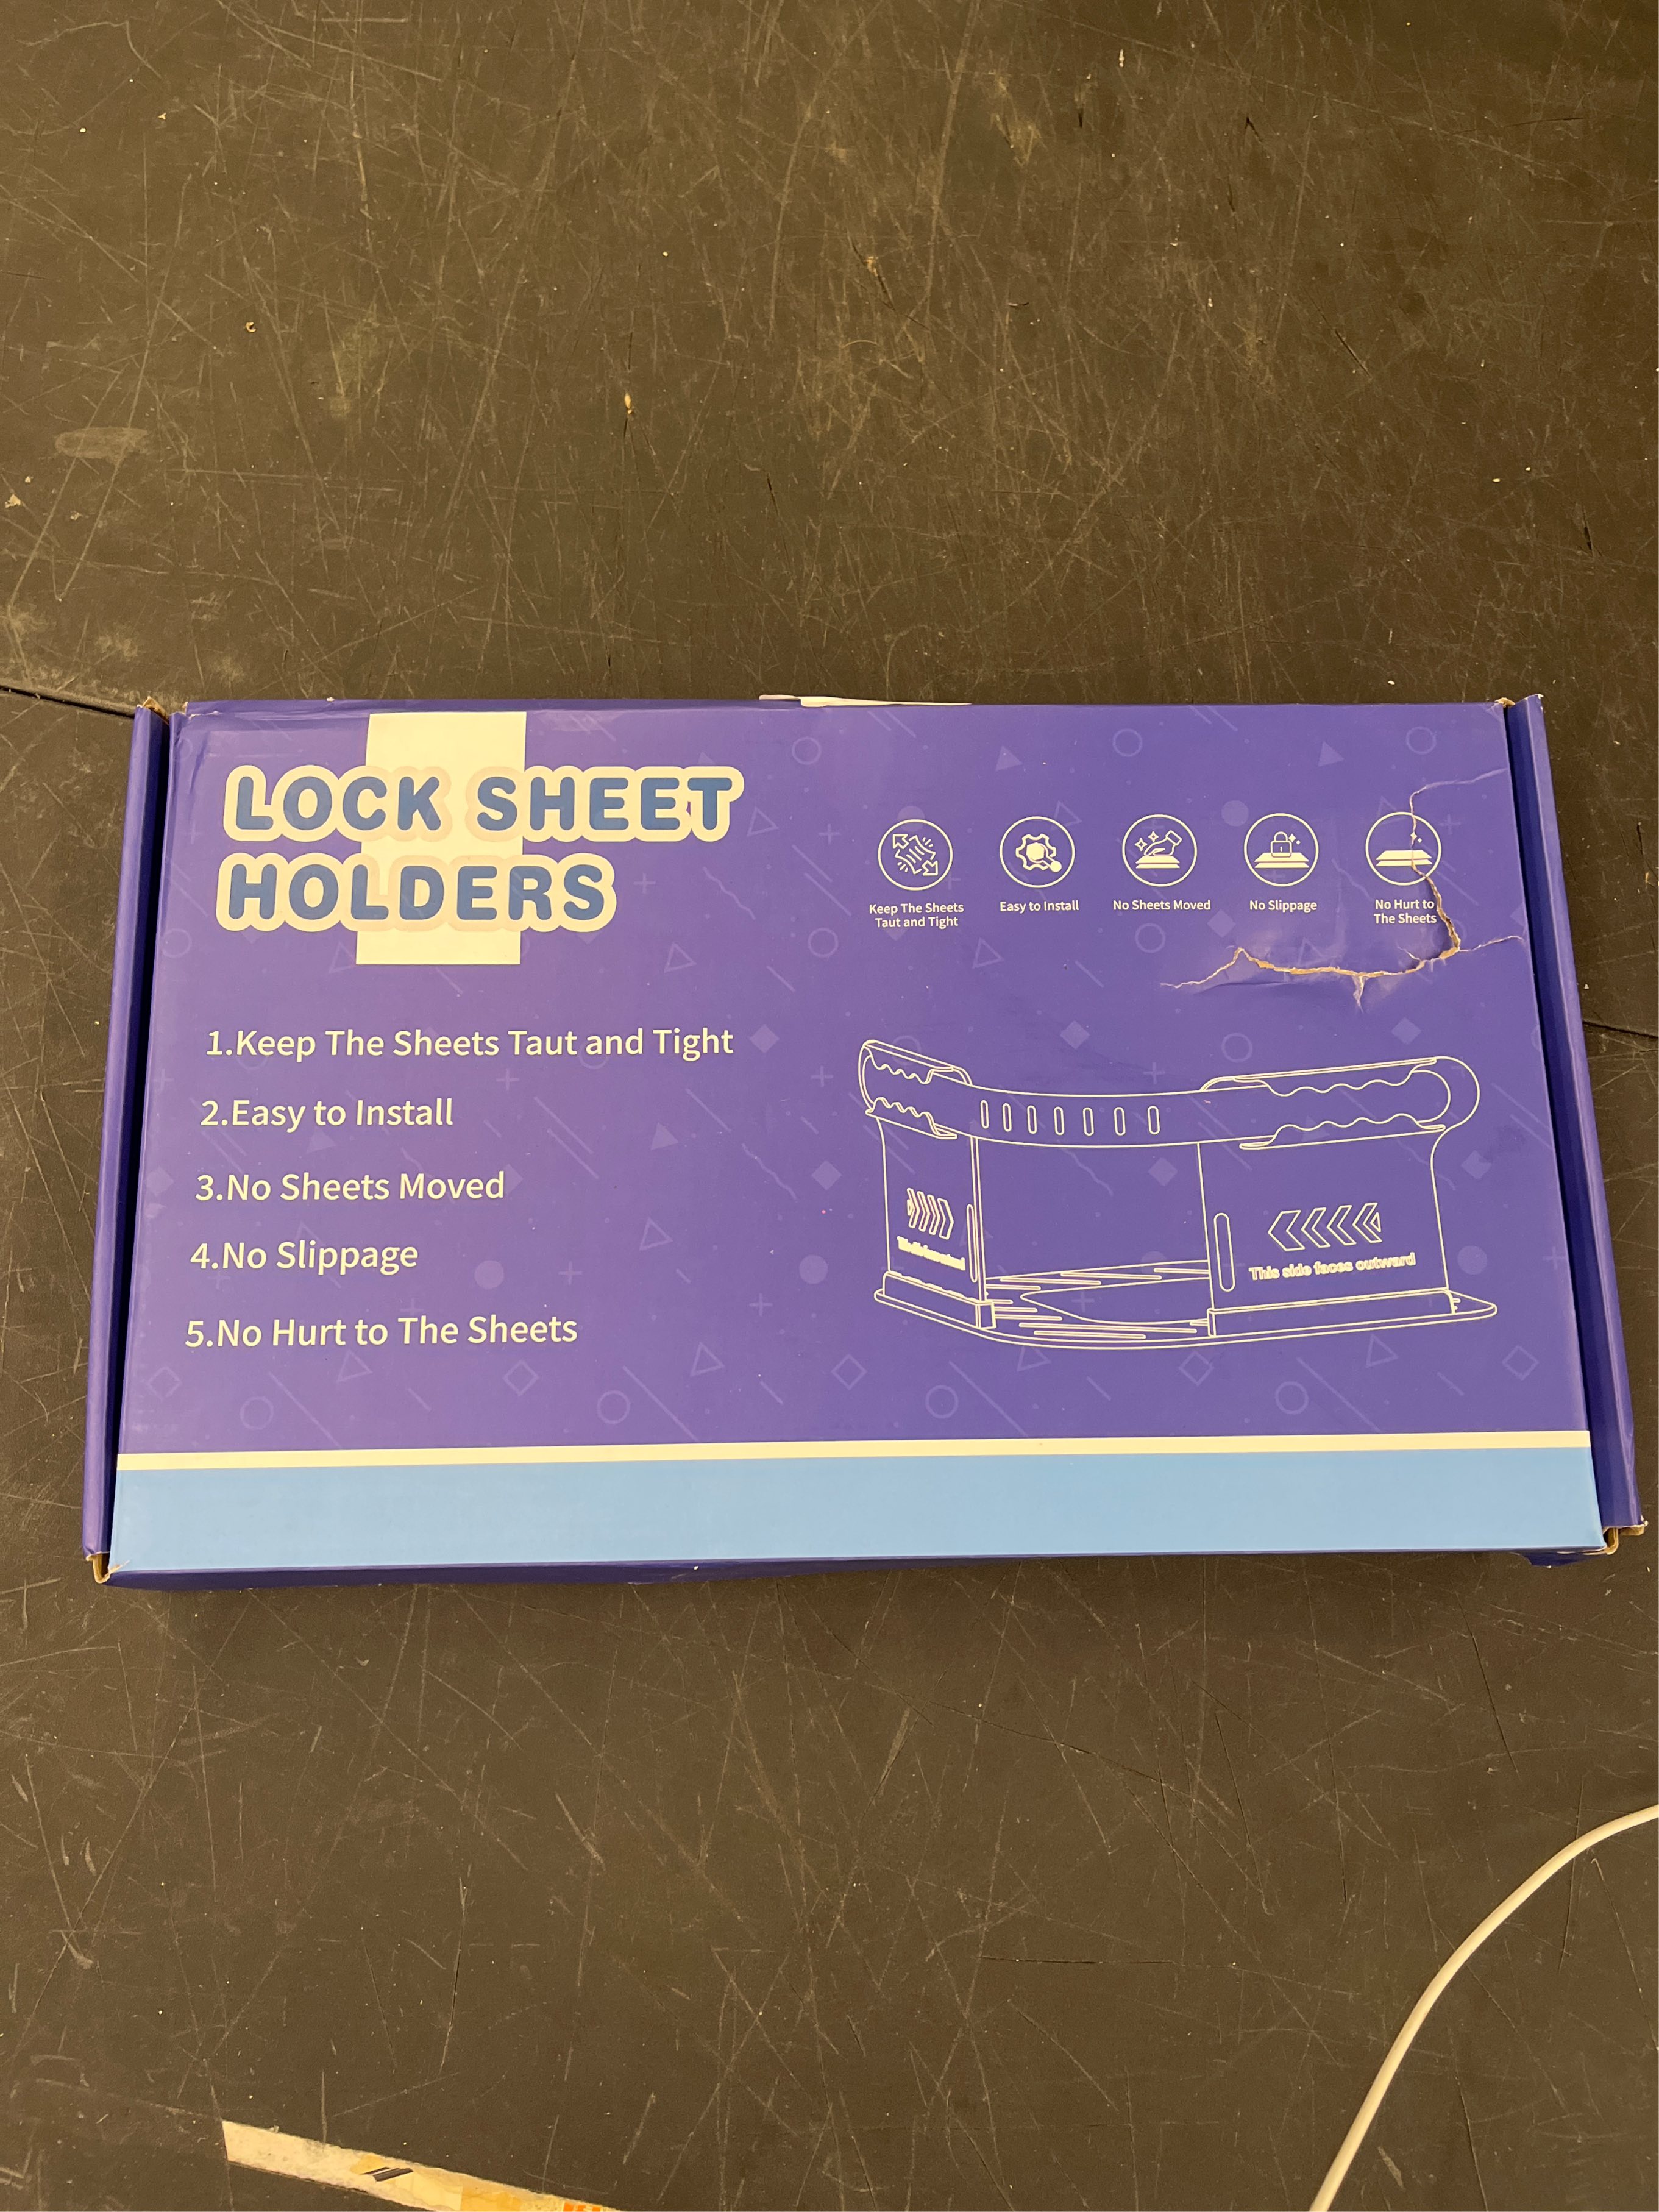 LOCK SHEET
HOLDERS
Keep The Sheets
Taut and Tight
Easy to Install
No Sheets Moved
No Slippage
No Hurt to
The Sheets
1.Keep The Sheets Taut and Tight
2.Easy to Install
3.No Sheets Moved
4.No Slippage
5.No Hurt to The Sheets
This side faces outward